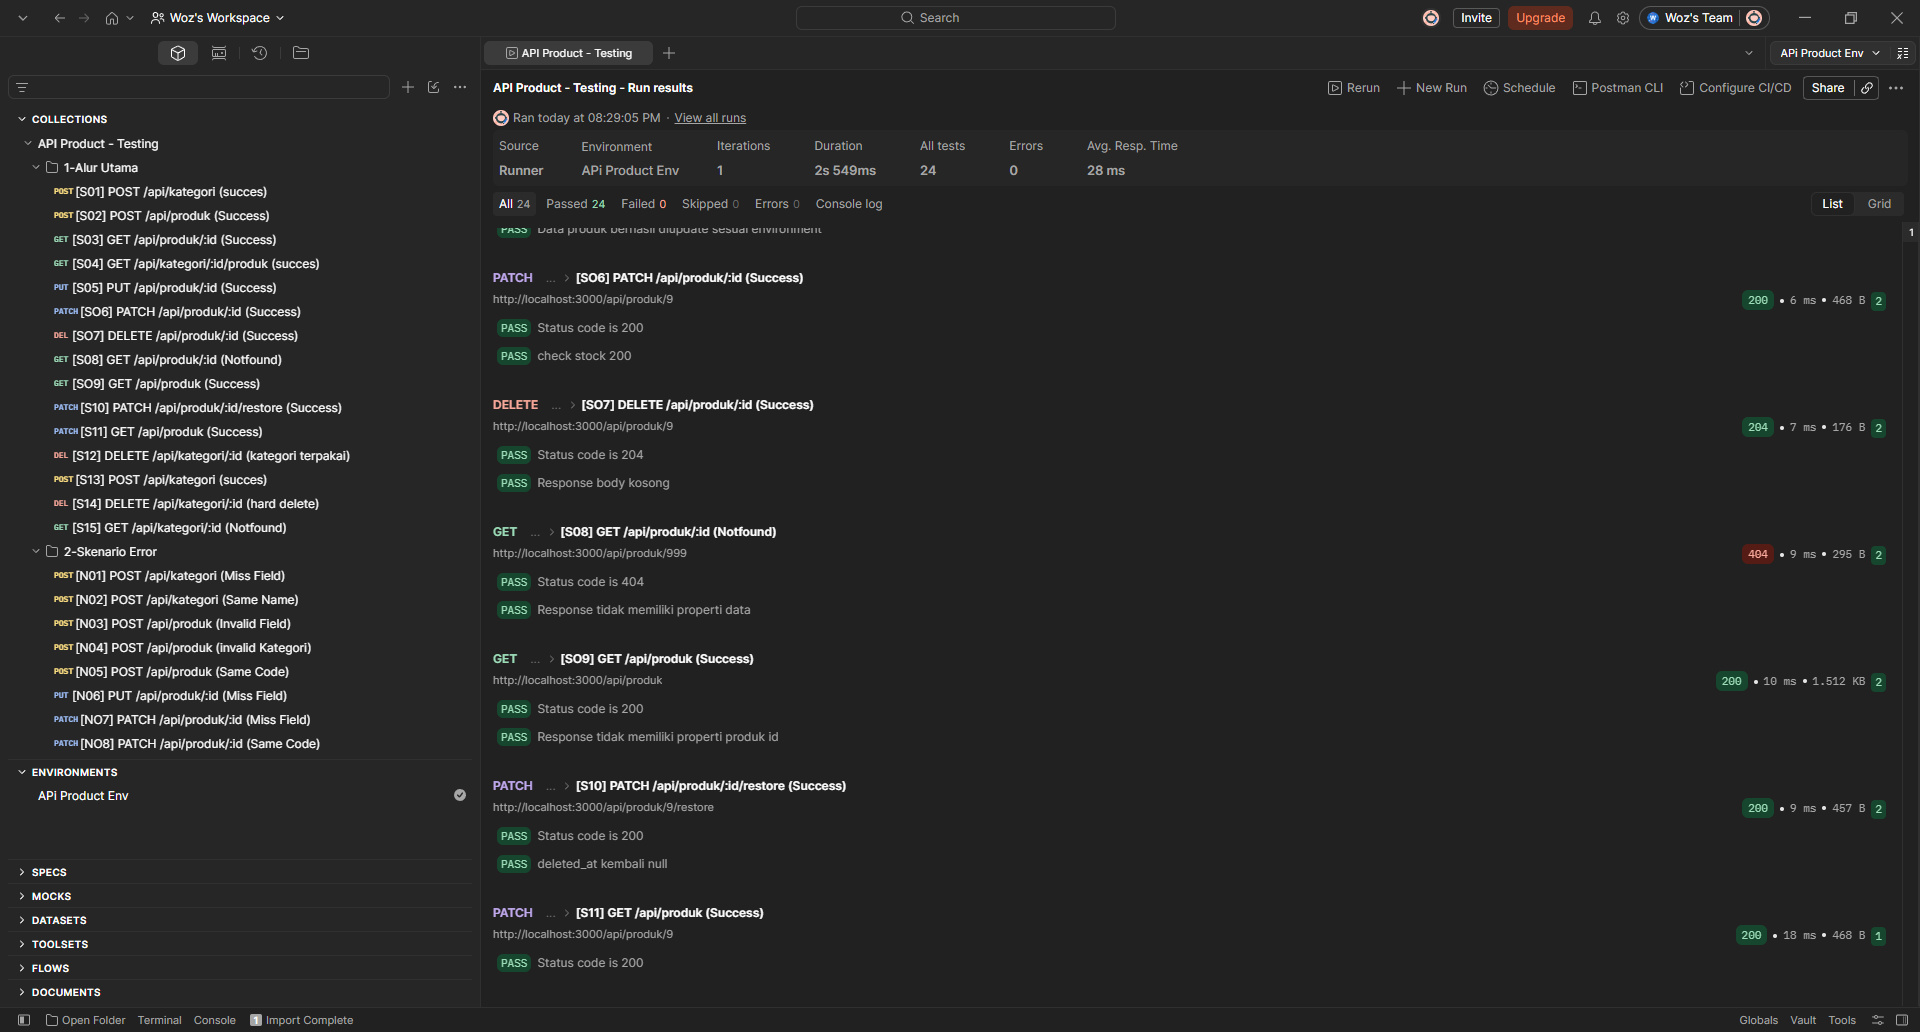 Woz's Workspace
Search
Invite
Upgrade
Woz's Team
API Product - Testing
APi Product Env
COLLECTIONS
API Product - Testing
1-Alur Utama
POST [S01] POST /api/kategori (succes)
POST [S02] POST /api/produk (Success)
GET [S03] GET /api/produk/:id (Success)
GET [S04] GET /api/kategori/:id/produk (succes)
PUT [S05] PUT /api/produk/:id (Success)
PATCH [SO6] PATCH /api/produk/:id (Success)
DEL [SO7] DELETE /api/produk/:id (Success)
GET [S08] GET /api/produk/:id (Notfound)
GET [SO9] GET /api/produk (Success)
PATCH [S10] PATCH /api/produk/:id/restore (Success)
PATCH [S11] GET /api/produk (Success)
DEL [S12] DELETE /api/kategori/:id (kategori terpakai)
POST [S13] POST /api/kategori (succes)
DEL [S14] DELETE /api/kategori/:id (hard delete)
GET [S15] GET /api/kategori/:id (Notfound)
2-Skenario Error
POST [N01] POST /api/kategori (Miss Field)
POST [N02] POST /api/kategori (Same Name)
POST [N03] POST /api/produk (Invalid Field)
POST [N04] POST /api/produk (invalid Kategori)
POST [N05] POST /api/produk (Same Code)
PUT [N06] PUT /api/produk/:id (Miss Field)
PATCH [NO7] PATCH /api/produk/:id (Miss Field)
PATCH [NO8] PATCH /api/produk/:id (Same Code)
ENVIRONMENTS
APi Product Env
SPECS
MOCKS
DATASETS
TOOLSETS
FLOWS
DOCUMENTS
API Product - Testing - Run results
Rerun
New Run
Schedule
Postman CLI
Configure CI/CD
Share
Ran today at 08:29:05 PM · View all runs
Source Environment Iterations Duration All tests Errors Avg. Resp. Time
Runner APi Product Env 1 2s 549ms 24 0 28 ms
All 24 Passed 24 Failed 0 Skipped 0 Errors 0 Console log
List Grid
1
PASS Data produk berhasil diupdate sesuai environment
PATCH ... > [SO6] PATCH /api/produk/:id (Success)
http://localhost:3000/api/produk/9
200 • 6 ms • 468 B 2
PASS Status code is 200
PASS check stock 200
DELETE ... > [SO7] DELETE /api/produk/:id (Success)
http://localhost:3000/api/produk/9
204 • 7 ms • 176 B 2
PASS Status code is 204
PASS Response body kosong
GET ... > [S08] GET /api/produk/:id (Notfound)
http://localhost:3000/api/produk/999
404 • 9 ms • 295 B 2
PASS Status code is 404
PASS Response tidak memiliki properti data
GET ... > [SO9] GET /api/produk (Success)
http://localhost:3000/api/produk
200 • 10 ms • 1.512 KB 2
PASS Status code is 200
PASS Response tidak memiliki properti produk id
PATCH ... > [S10] PATCH /api/produk/:id/restore (Success)
http://localhost:3000/api/produk/9/restore
200 • 9 ms • 457 B 2
PASS Status code is 200
PASS deleted_at kembali null
PATCH ... > [S11] GET /api/produk (Success)
http://localhost:3000/api/produk/9
200 • 18 ms • 468 B 1
PASS Status code is 200
Open Folder
Terminal
Console
1 Import Complete
Globals
Vault
Tools